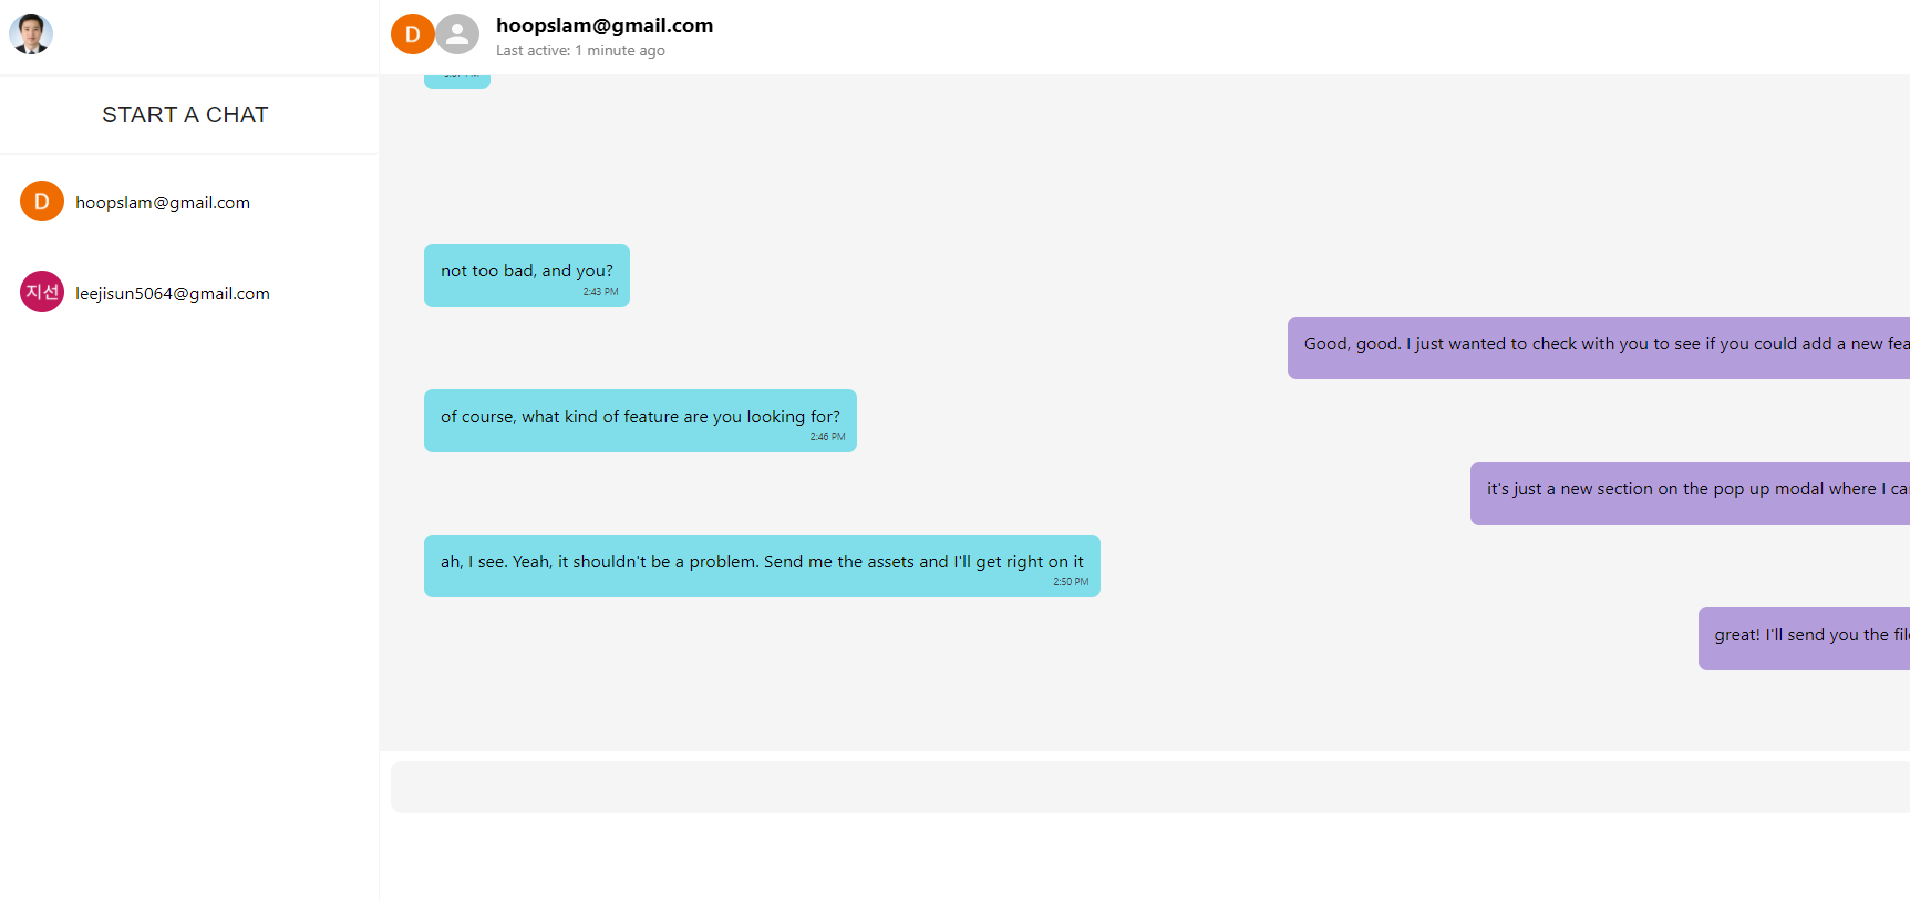 D
hoopslam@gmail.com
Last active: 1 minute ago
START A CHAT
D
hoopslam@gmail.com
지선
leejisun5064@gmail.com
not too bad, and you?
2:43 PM
Good, good. I just wanted to check with you to see if you could add a new fea
of course, what kind of feature are you looking for?
2:46 PM
it's just a new section on the pop up modal where I ca
ah, I see. Yeah, it shouldn't be a problem. Send me the assets and I'll get right on it
2:50 PM
great! I'll send you the fil